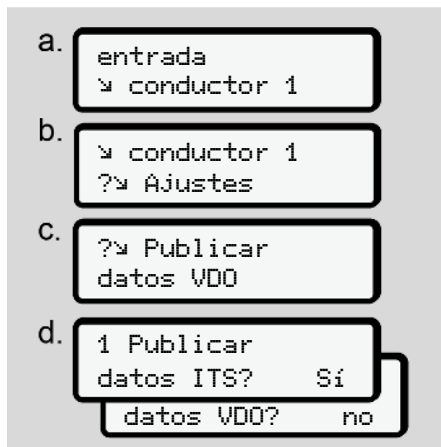 a.
entrada
↘ conductor 1
b.
↘ conductor 1
?↘ Ajustes
c.
?↘ Publicar
datos VDO
d.
1 Publicar
datos ITS? Sí
datos VDO? no